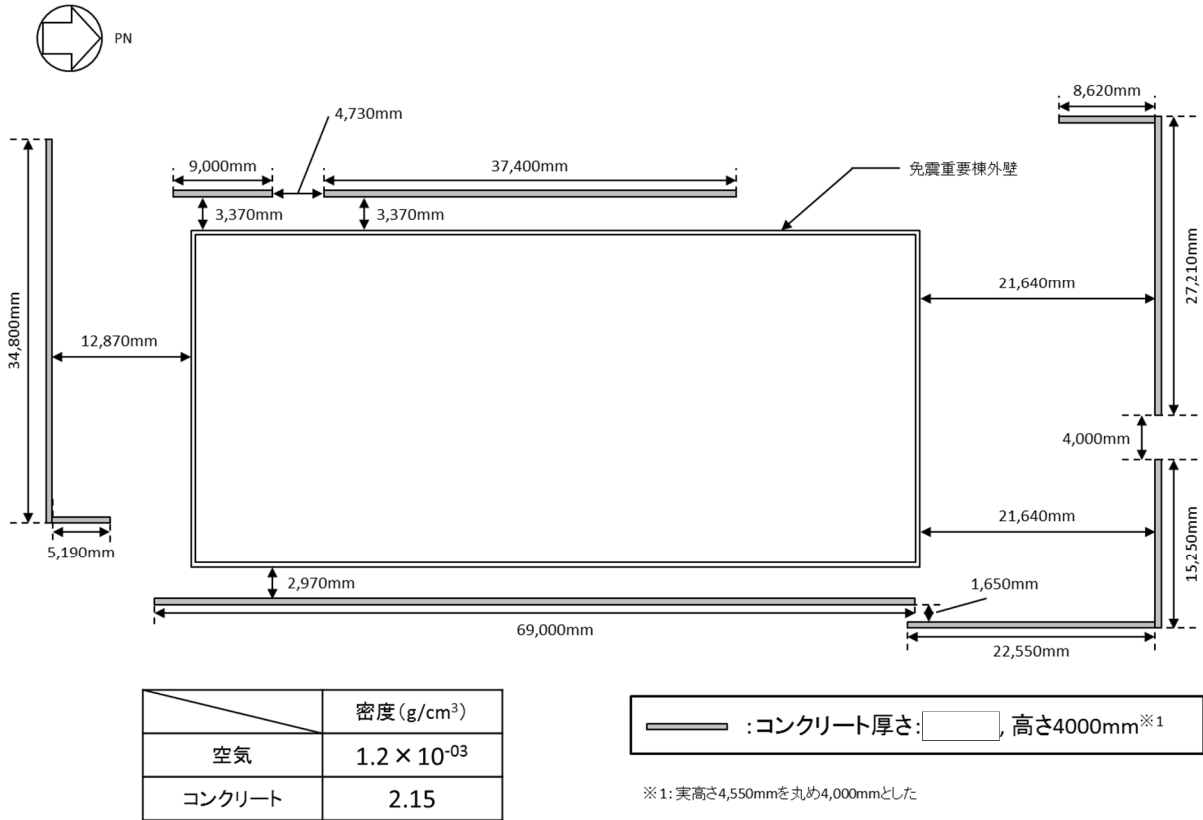 PN
8,620mm
4,730mm
9,000mm
37,400mm
免震重要棟外壁
3,370mm
3,370mm
27,210mm
21,640mm
34,800mm
12,870mm
4,000mm
21,640mm
15,250mm
5,190mm
2,970mm
1,650mm
69,000mm
22,550mm
密度(g/cm³)
空気 1.2×10⁻⁰³
コンクリート 2.15
:コンクリート厚さ: , 高さ4000mm※1
※1:実高さ4,550mmを丸め4,000mmとした